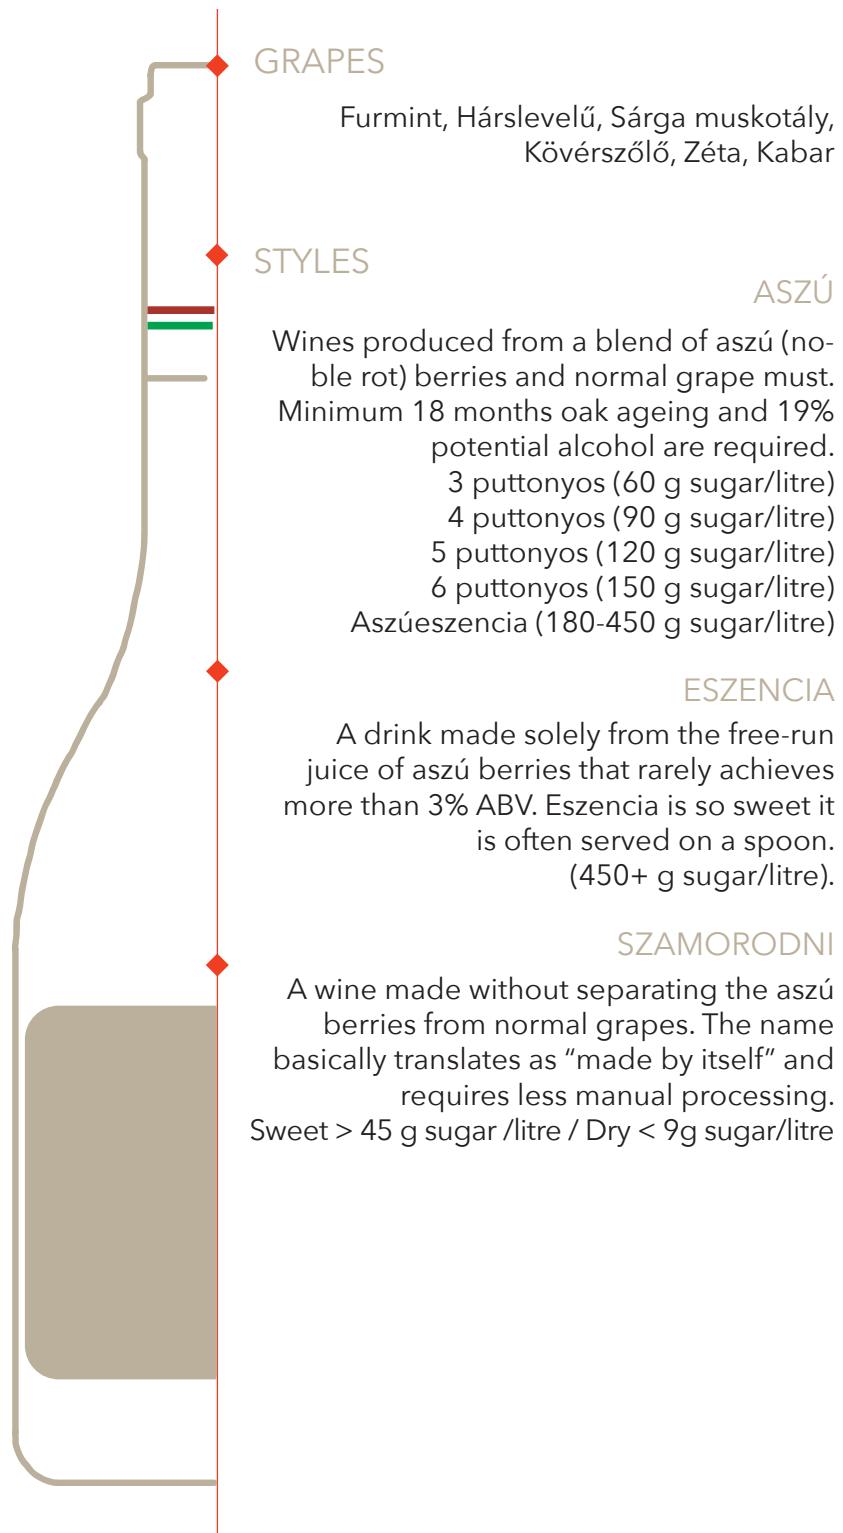 GRAPES
Furmint, Hárslevelű, Sárga muskotály,
Kövérszőlő, Zéta, Kabar
STYLES
ASZÚ
Wines produced from a blend of aszú (no-
ble rot) berries and normal grape must.
Minimum 18 months oak ageing and 19%
potential alcohol are required.
3 puttonyos (60 g sugar/litre)
4 puttonyos (90 g sugar/litre)
5 puttonyos (120 g sugar/litre)
6 puttonyos (150 g sugar/litre)
Aszúeszencia (180-450 g sugar/litre)
ESZENCIA
A drink made solely from the free-run
juice of aszú berries that rarely achieves
more than 3% ABV. Eszencia is so sweet it
is often served on a spoon.
(450+ g sugar/litre).
SZAMORODNI
A wine made without separating the aszú
berries from normal grapes. The name
basically translates as “made by itself” and
requires less manual processing.
Sweet > 45 g sugar /litre / Dry < 9g sugar/litre